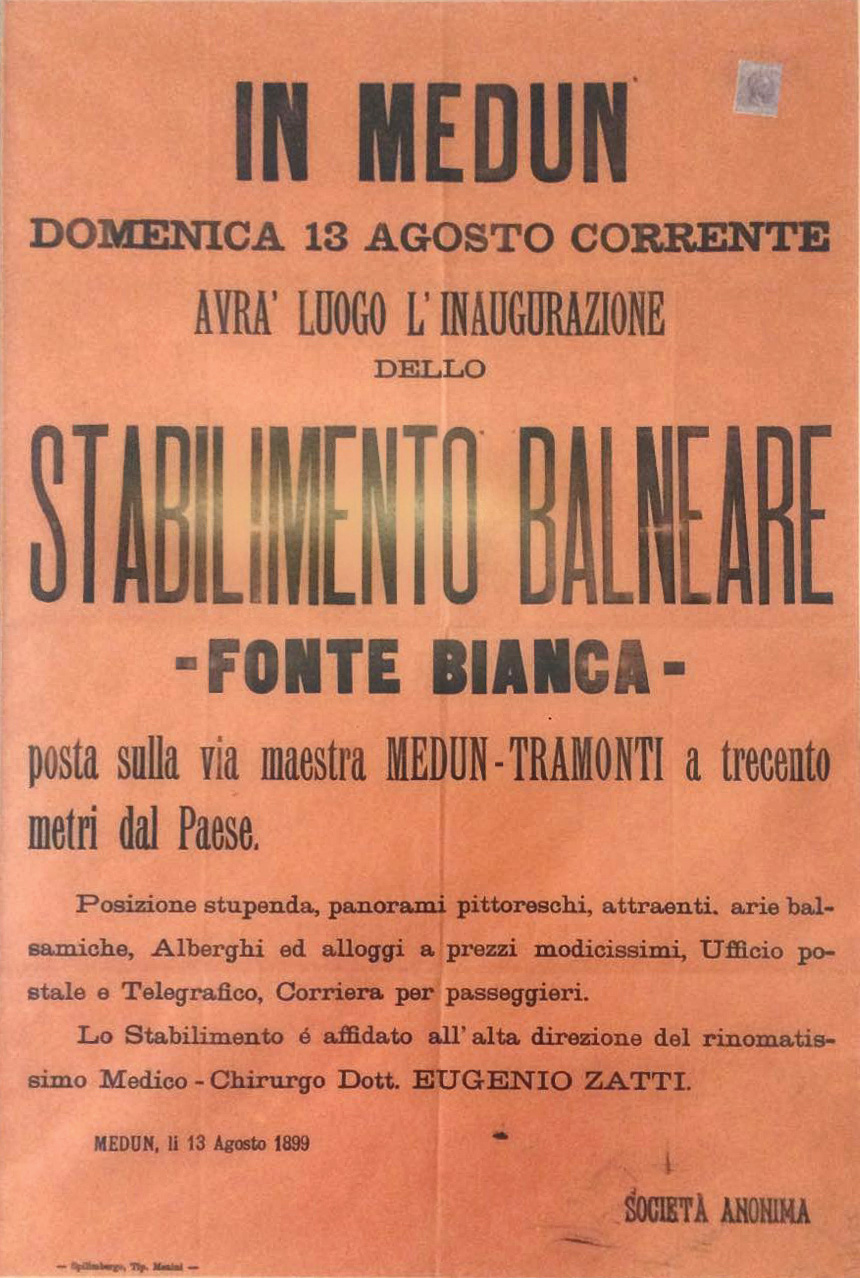 IN MEDUN
DOMENICA 13 AGOSTO CORRENTE
AVRA' LUOGO L'INAUGURAZIONE
DELLO
STABILIMENTO BALNEARE
- FONTE BIANCA -
posta sulla via maestra MEDUN - TRAMONTI a trecento
metri dal Paese.
Posizione stupenda, panorami pittoreschi, attraenti. arie bal-
samiche, Alberghi ed alloggi a prezzi modicissimi, Ufficio po-
stale e Telegrafico, Corriera per passeggieri.
Lo Stabilimento é affidato all'alta direzione del rinomatis-
simo Medico - Chirurgo Dott. EUGENIO ZATTI.
MEDUN, li 13 Agosto 1899
SOCIETÀ ANONIMA
— Spilimbergo, Tip. Menini —